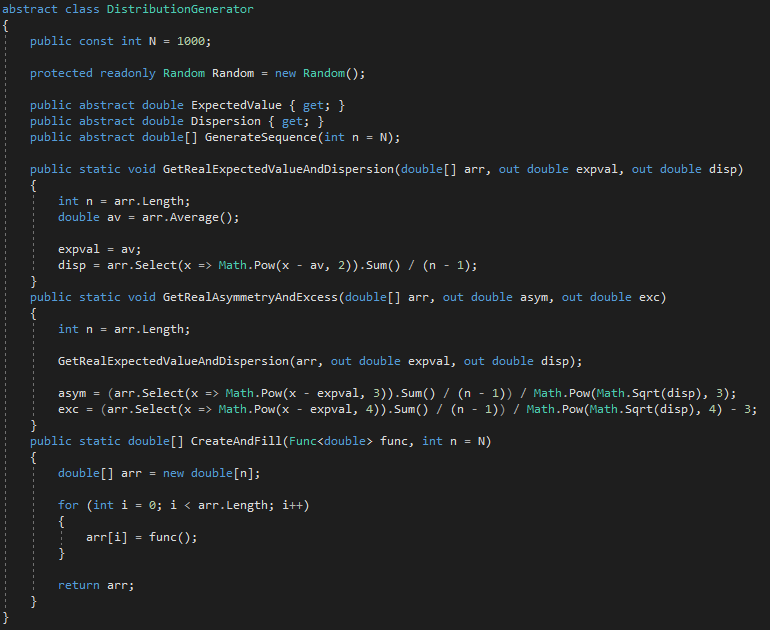 abstract class DistributionGenerator
{
    public const int N = 1000;

    protected readonly Random Random = new Random();

    public abstract double ExpectedValue { get; }
    public abstract double Dispersion { get; }
    public abstract double[] GenerateSequence(int n = N);

    public static void GetRealExpectedValueAndDispersion(double[] arr, out double expval, out double disp)
    {
        int n = arr.Length;
        double av = arr.Average();

        expval = av;
        disp = arr.Select(x => Math.Pow(x - av, 2)).Sum() / (n - 1);
    }
    public static void GetRealAsymmetryAndExcess(double[] arr, out double asym, out double exc)
    {
        int n = arr.Length;

        GetRealExpectedValueAndDispersion(arr, out double expval, out double disp);

        asym = (arr.Select(x => Math.Pow(x - expval, 3)).Sum() / (n - 1)) / Math.Pow(Math.Sqrt(disp), 3);
        exc = (arr.Select(x => Math.Pow(x - expval, 4)).Sum() / (n - 1)) / Math.Pow(Math.Sqrt(disp), 4) - 3;
    }
    public static double[] CreateAndFill(Func<double> func, int n = N)
    {
        double[] arr = new double[n];

        for (int i = 0; i < arr.Length; i++)
        {
            arr[i] = func();
        }

        return arr;
    }
}